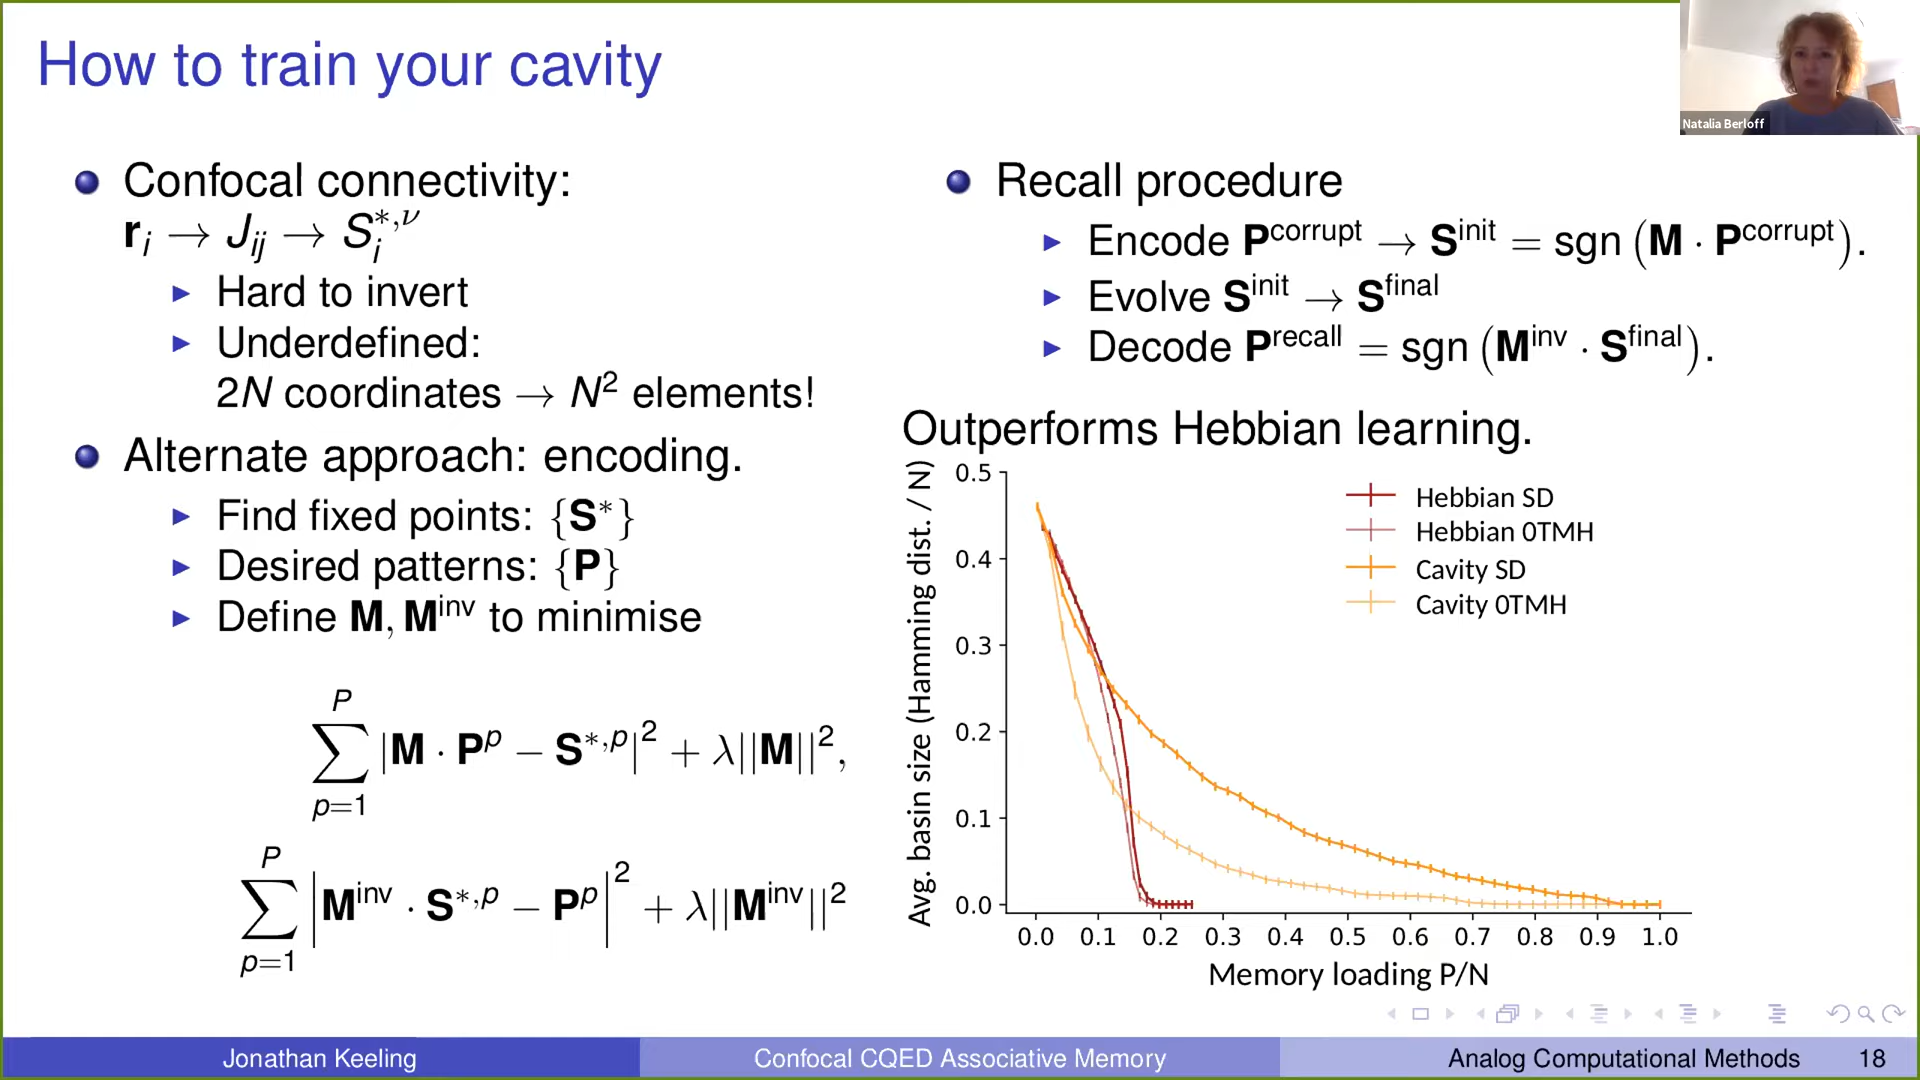 How to train your cavity
Natalia Berloff
Confocal connectivity:
r_i → J_ij → S_i^{*,ν}
Hard to invert
Underdefined:
2N coordinates → N² elements!
Alternate approach: encoding.
Find fixed points: {S*}
Desired patterns: {P}
Define M, M^inv to minimise
∑_{p=1}^{P} |M · P^p − S^{*,p}|² + λ||M||²,
∑_{p=1}^{P} |M^inv · S^{*,p} − P^p|² + λ||M^inv||²
Recall procedure
Encode P^corrupt → S^init = sgn (M · P^corrupt).
Evolve S^init → S^final
Decode P^recall = sgn (M^inv · S^final).
Outperforms Hebbian learning.
Avg. basin size (Hamming dist. / N)
0.5
0.4
0.3
0.2
0.1
0.0
Hebbian SD
Hebbian 0TMH
Cavity SD
Cavity 0TMH
0.0 0.1 0.2 0.3 0.4 0.5 0.6 0.7 0.8 0.9 1.0
Memory loading P/N
Jonathan Keeling
Confocal CQED Associative Memory
Analog Computational Methods 18